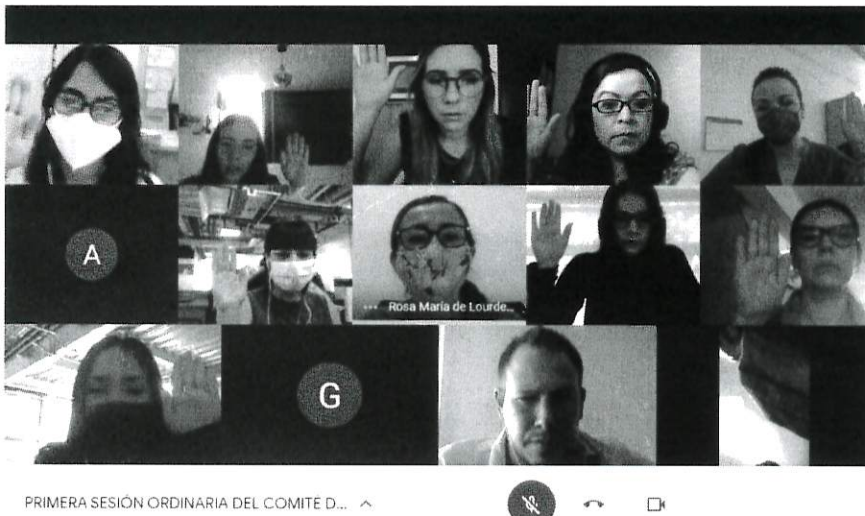 A
... Rosa María de Lourde...
G
PRIMERA SESIÓN ORDINARIA DEL COMITÉ D...